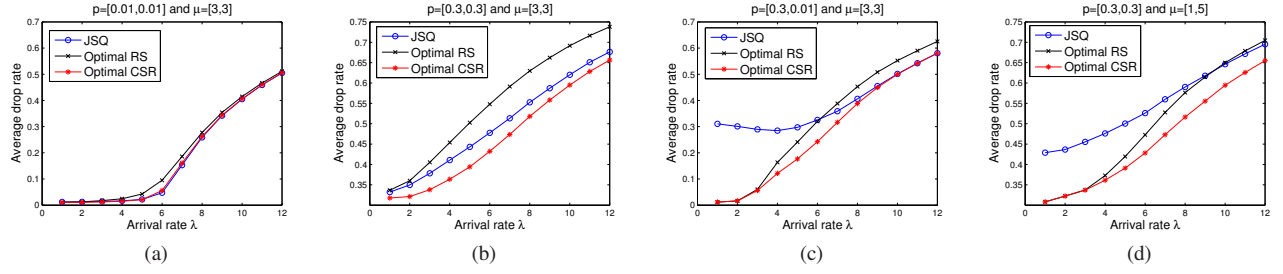 p=[0.01,0.01] and μ=[3,3]
Average drop rate
0.7
0.6
0.5
0.4
0.3
0.2
0.1
0
JSQ
Optimal RS
Optimal CSR
0 2 4 6 8 10 12
Arrival rate λ
(a)
p=[0.3,0.3] and μ=[3,3]
Average drop rate
0.75
0.7
0.65
0.6
0.55
0.5
0.45
0.4
0.35
JSQ
Optimal RS
Optimal CSR
0 2 4 6 8 10 12
Arrival rate λ
(b)
p=[0.3,0.01] and μ=[3,3]
Average drop rate
0.7
0.6
0.5
0.4
0.3
0.2
0.1
0
JSQ
Optimal RS
Optimal CSR
0 2 4 6 8 10 12
Arrival rate λ
(c)
p=[0.3,0.3] and μ=[1,5]
Average drop rate
0.75
0.7
0.65
0.6
0.55
0.5
0.45
0.4
0.35
JSQ
Optimal RS
Optimal CSR
0 2 4 6 8 10 12
Arrival rate λ
(d)